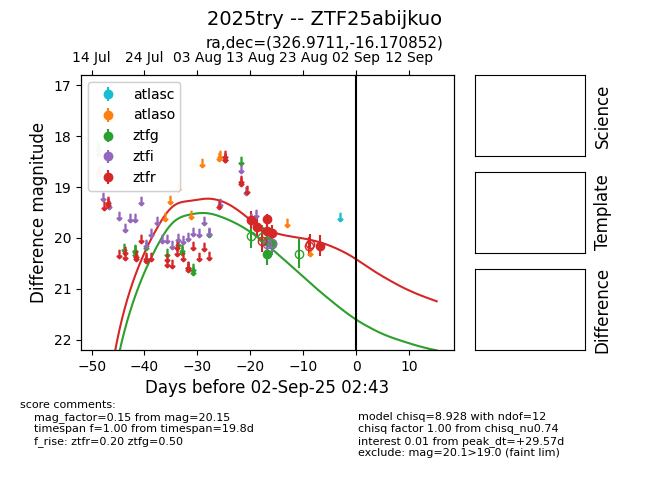 2025try -- ZTF25abijkuo
ra,dec=(326.9711,-16.170852)
14 Jul 24 Jul 03 Aug 13 Aug 23 Aug 02 Sep 12 Sep
17
18
19
20
21
22
Difference magnitude
atlasc
atlaso
ztfg
ztfi
ztfr
−50 −40 −30 −20 −10 0 10
Days before 02-Sep-25 02:43
Science
Template
Difference
score comments:
mag_factor=0.15 from mag=20.15
timespan f=1.00 from timespan=19.8d
f_rise: ztfr=0.20 ztfg=0.50
model chisq=8.928 with ndof=12
chisq factor 1.00 from chisq_nu0.74
interest 0.01 from peak_dt=+29.57d
exclude: mag=20.1>19.0 (faint lim)